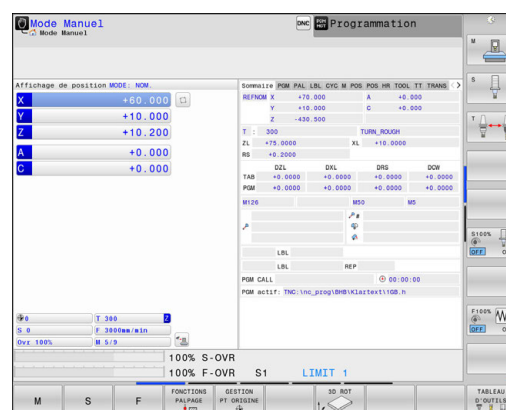 Mode Manuel
Mode Manuel
DNC
PGM MDI Programmation
Affichage de position MODE: NOM.
X +60.000
Y +10.000
Z +10.200
A +0.000
C +0.000
Sommaire PGM PAL LBL CYC M POS POS HR TOOL TT TRANS
REFNOM X +70.000 A +0.000
Y +10.000 C +0.000
Z -430.500
T : 300 TURN_ROUGH
ZL +75.0000 XL +10.0000
RS +0.2000
DZL DXL DRS DCW
TAB +0.0000 +0.0000 +0.0000 +0.0000
PGM +0.0000 +0.0000 +0.0000 +0.0000
M126 M50 M5
P#
LBL
LBL REP
PGM CALL 00:00:00
PGM actif: TNC:\nc_prog\BHB\Klartext\1GB.h
0 T 300 Z
S 0 F 3000mm/min
Ovr 100% M 5/9
100% S-OVR
100% F-OVR S1 LIMIT 1
M
S
F
FONCTIONS PALPAGE
GESTION PT ORIGINE
3D ROT
TABLEAU D'OUTILS
M
S
T
S100%
OFF
F100%
OFF